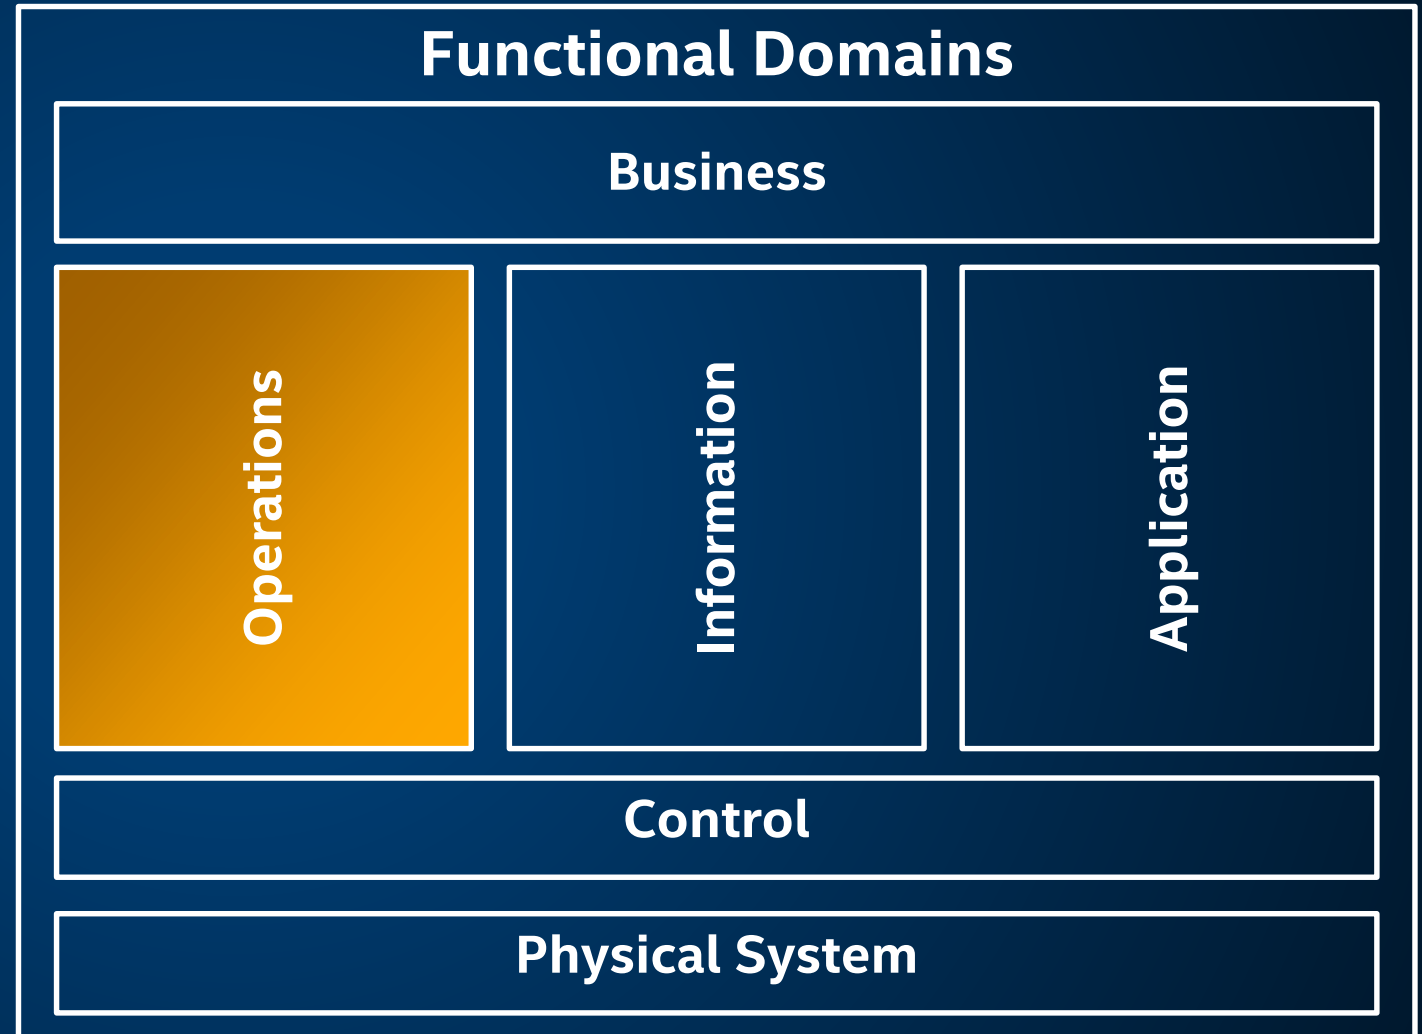 Functional Domains
Business
Operations
Information
Application
Control
Physical System